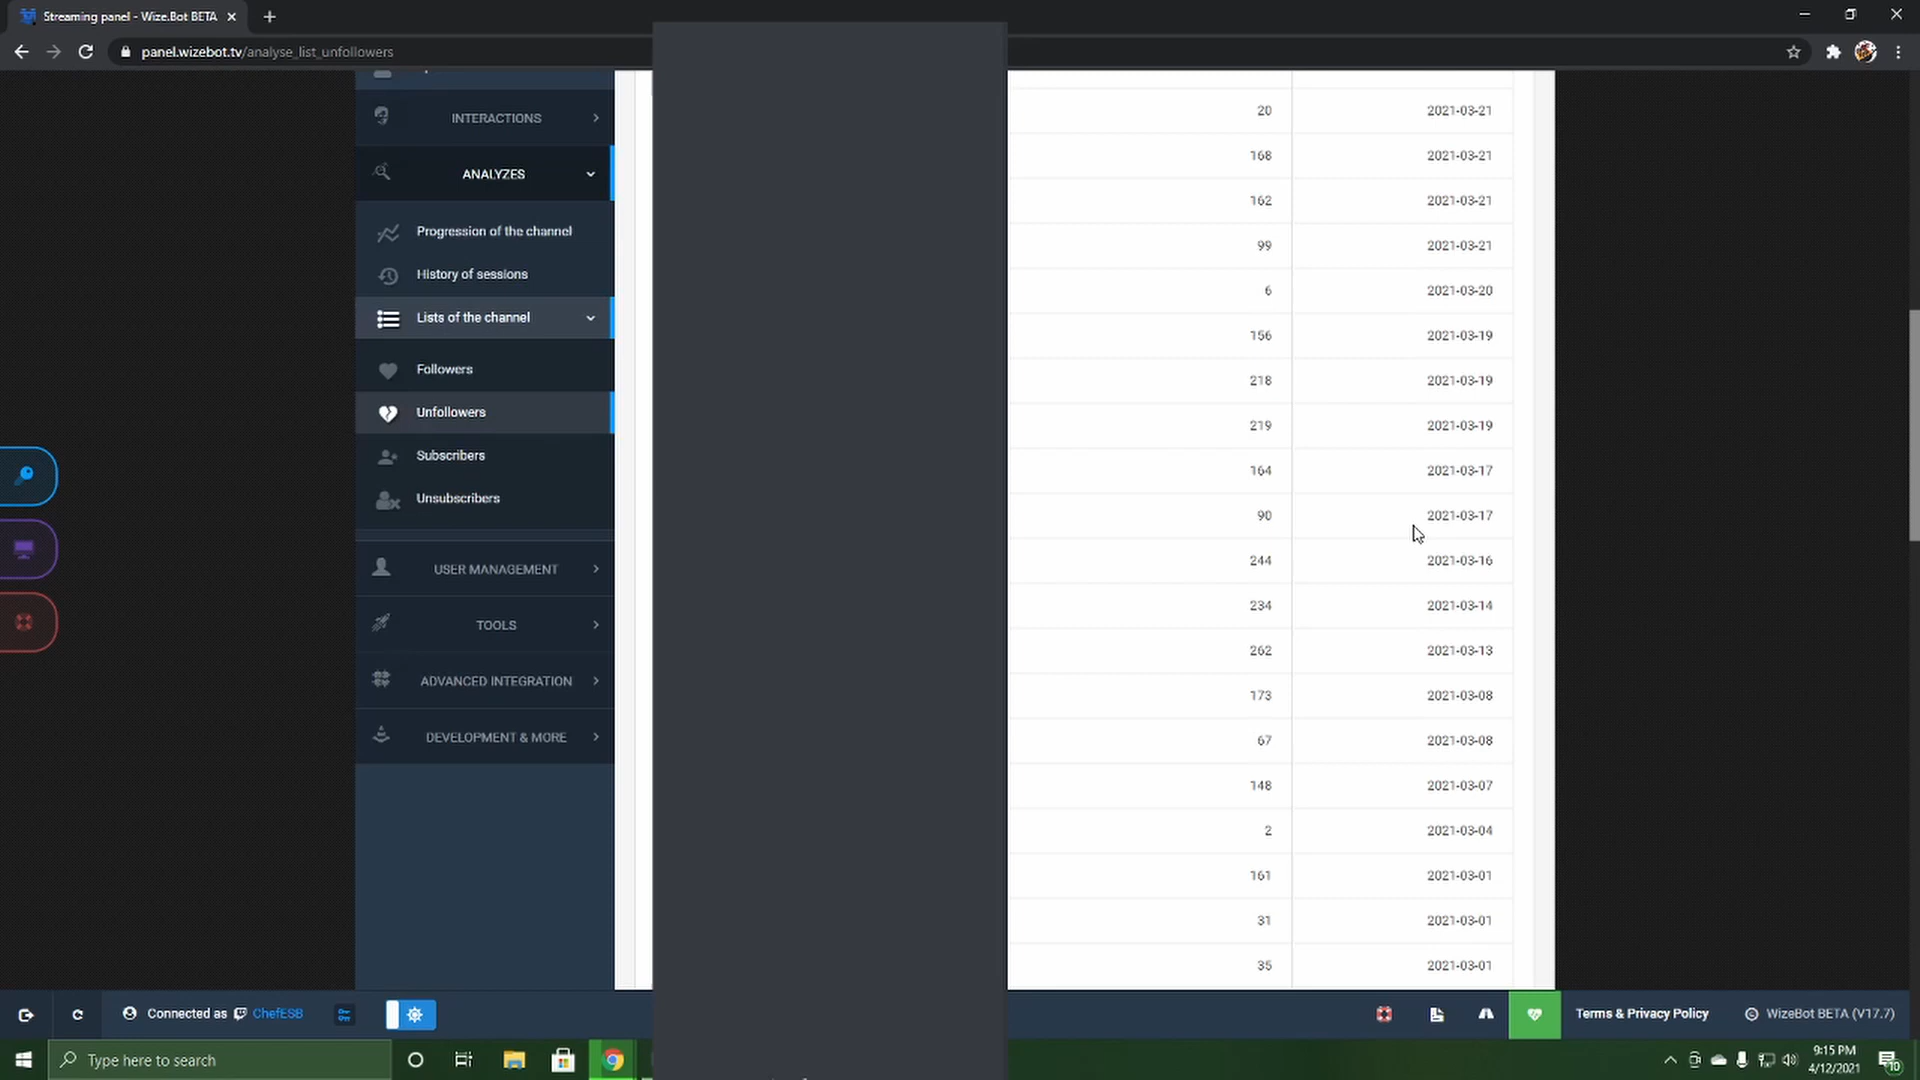 Streaming panel - Wize.Bot BETA
panel.wizebot.tv/analyse_list_unfollowers
INTERACTIONS
ANALYZES
Progression of the channel
History of sessions
Lists of the channel
Followers
Unfollowers
Subscribers
Unsubscribers
USER MANAGEMENT
TOOLS
ADVANCED INTEGRATION
DEVELOPMENT & MORE
20 2021-03-21
168 2021-03-21
162 2021-03-21
99 2021-03-21
6 2021-03-20
156 2021-03-19
218 2021-03-19
219 2021-03-19
164 2021-03-17
90 2021-03-17
244 2021-03-16
234 2021-03-14
262 2021-03-13
173 2021-03-08
67 2021-03-08
148 2021-03-07
2 2021-03-04
161 2021-03-01
31 2021-03-01
35 2021-03-01
Connected as ChefESB
Terms & Privacy Policy
© WizeBot BETA (V17.7)
Type here to search
9:15 PM
4/12/2021
10